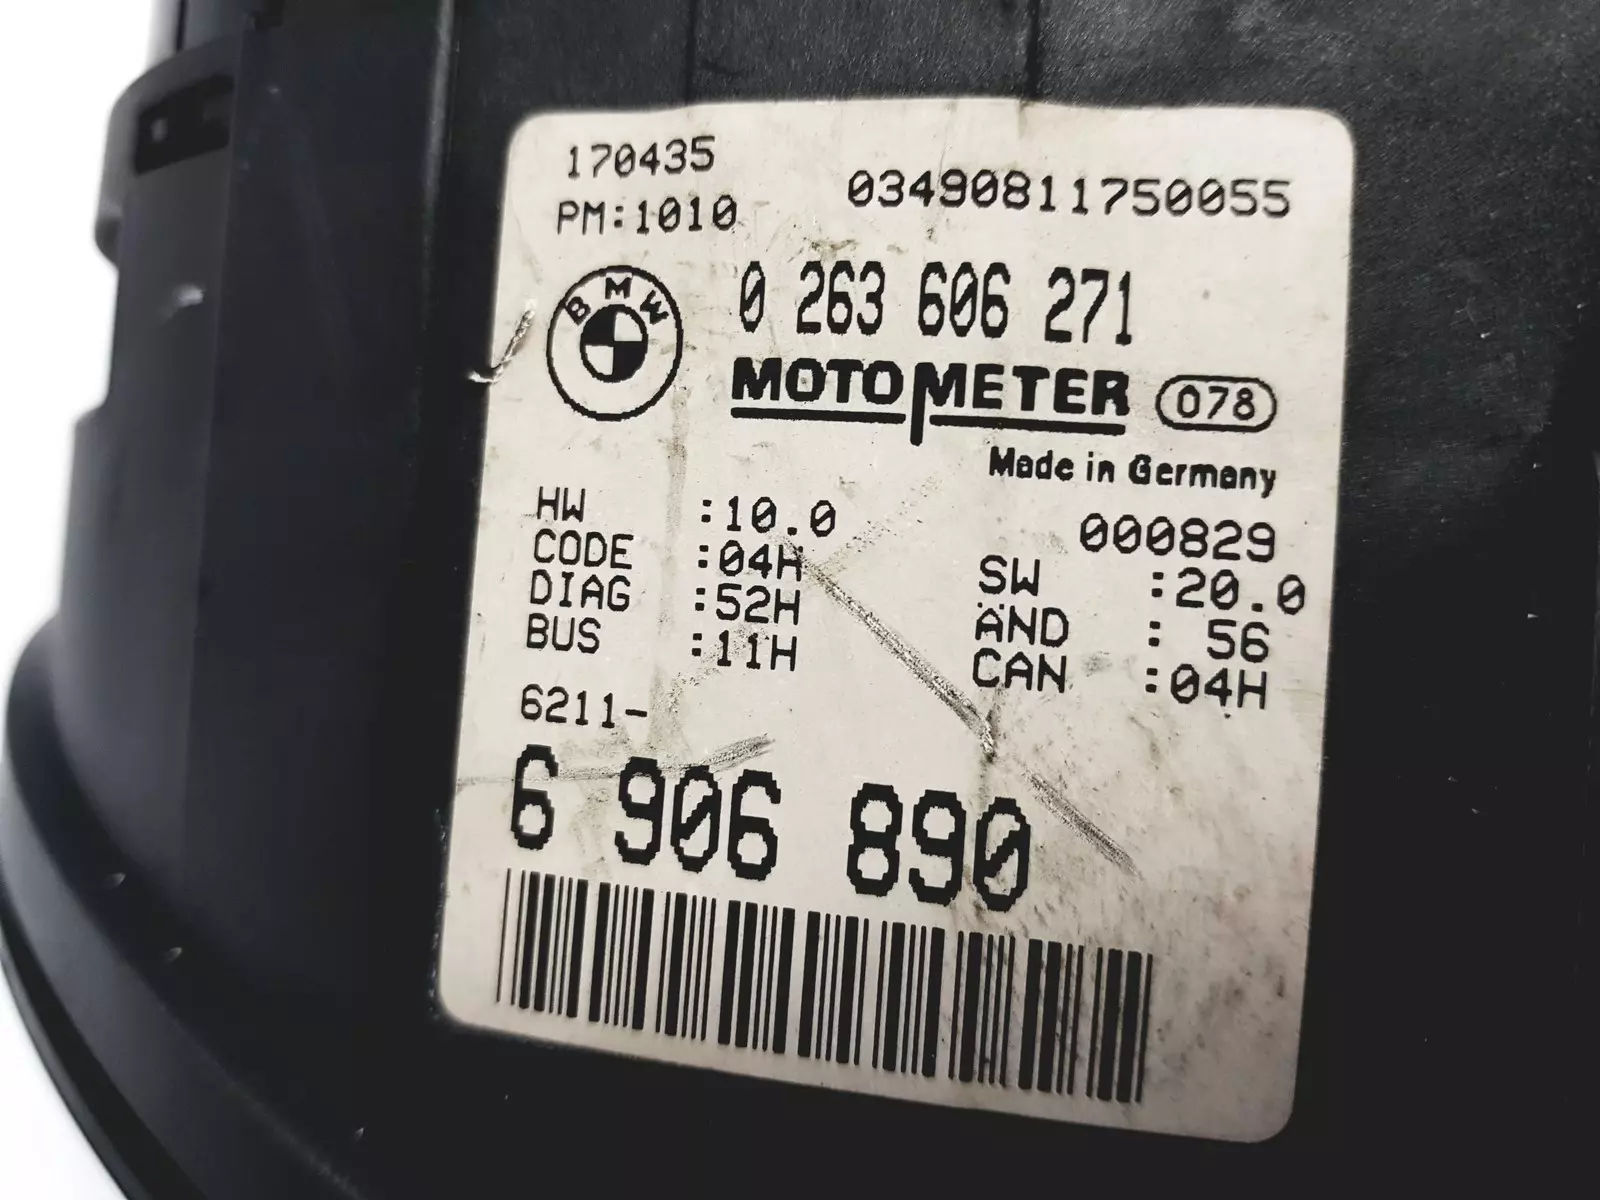 170435
03490811750055
PM:1010
BMW
0 263 606 271
MOTOMETER 078
Made in Germany
HW :10.0
000829
CODE :04H
SW :20.0
DIAG :52H
ÄND : 56
BUS :11H
CAN :04H
6211-
6 906 890